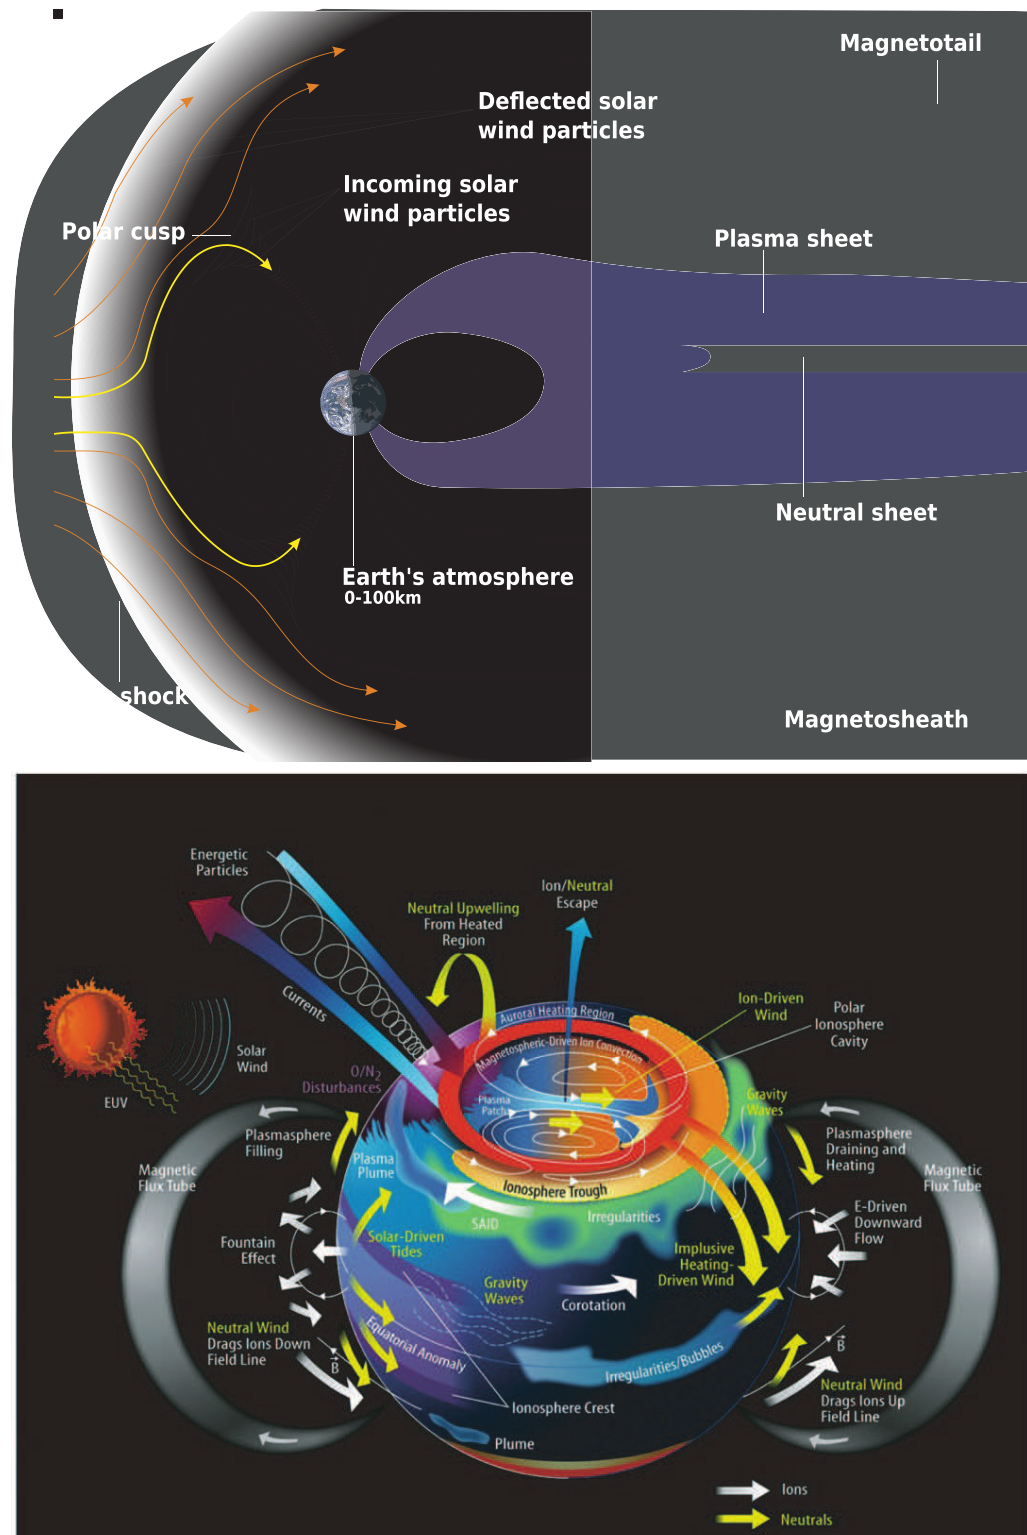 Magnetotail
Deflected solar
wind particles
Incoming solar
wind particles
Polar cusp
Plasma sheet
Neutral sheet
Earth's atmosphere
0-100km
shock
Magnetosheath
Energetic
Particles
Ion/Neutral
Escape
Neutral Upwelling
From Heated
Region
Currents
Auroral Heating Region
Ion-Driven
Wind
Polar
Ionosphere
Cavity
Magnetospheric-Driven Ion Convection
Solar
Wind
EUV
O/N2
Disturbances
Plasma
Patch
Gravity
Waves
Plasmasphere
Filling
Plasmasphere
Draining and
Heating
Magnetic
Flux Tube
Plasma
Plume
Magnetic
Flux Tube
Ionosphere Trough
SAID
Irregularities
E-Driven
Downward
Flow
Fountain
Effect
Solar-Driven
Tides
Implusive
Heating-
Driven Wind
Gravity
Waves
Corotation
Neutral Wind
Drags Ions Down
Field Line
B
Equatorial Anomaly
Irregularities/Bubbles
B
Neutral Wind
Drags Ions Up
Field Line
Ionosphere Crest
Plume
Ions
Neutrals